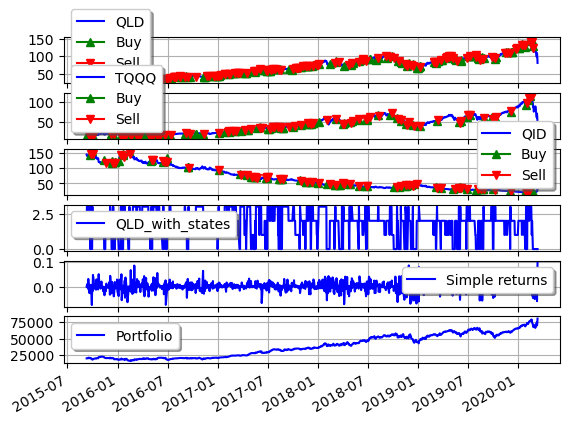 QLD
Buy
Sell
150
100
50
TQQQ
Buy
Sell
100
50
QID
Buy
Sell
150
100
50
QLD_with_states
2.5
0.0
Simple returns
0.1
0.0
Portfolio
75000
50000
25000
2015-07 2016-01 2016-07 2017-01 2017-07 2018-01 2018-07 2019-01 2019-07 2020-01